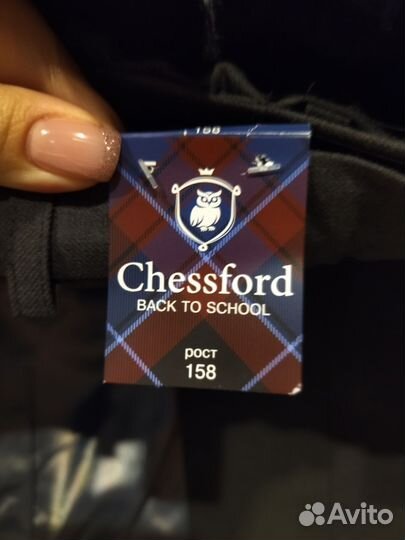 158
Chessford
BACK TO SCHOOL
рост
158
Avito